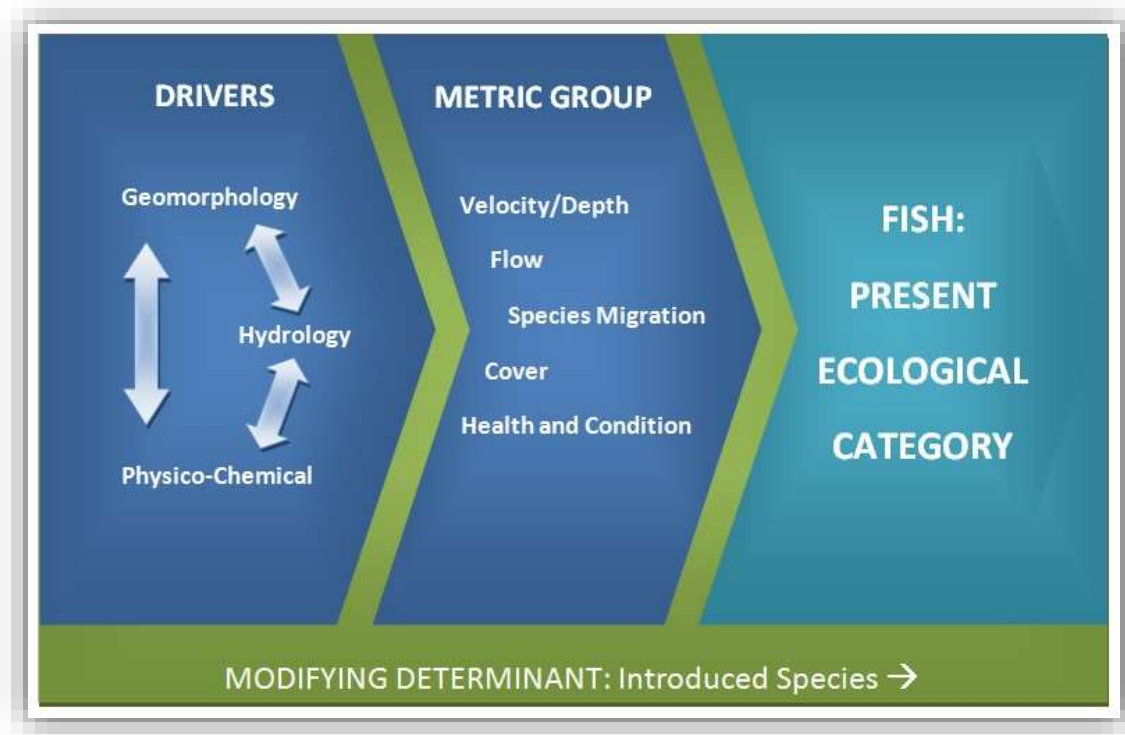 DRIVERS
Geomorphology
Hydrology
Physico-Chemical
METRIC GROUP
Velocity/Depth
Flow
Species Migration
Cover
Health and Condition
FISH:
PRESENT
ECOLOGICAL
CATEGORY
MODIFYING DETERMINANT: Introduced Species →